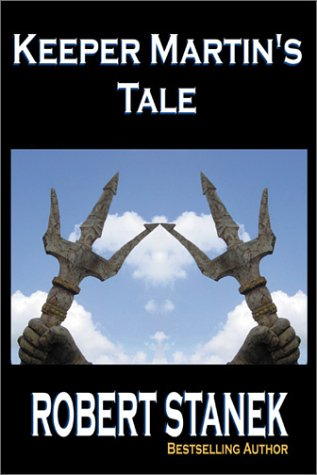 KEEPER MARTIN'S
TALE
ROBERT STANEK
BESTSELLING AUTHOR